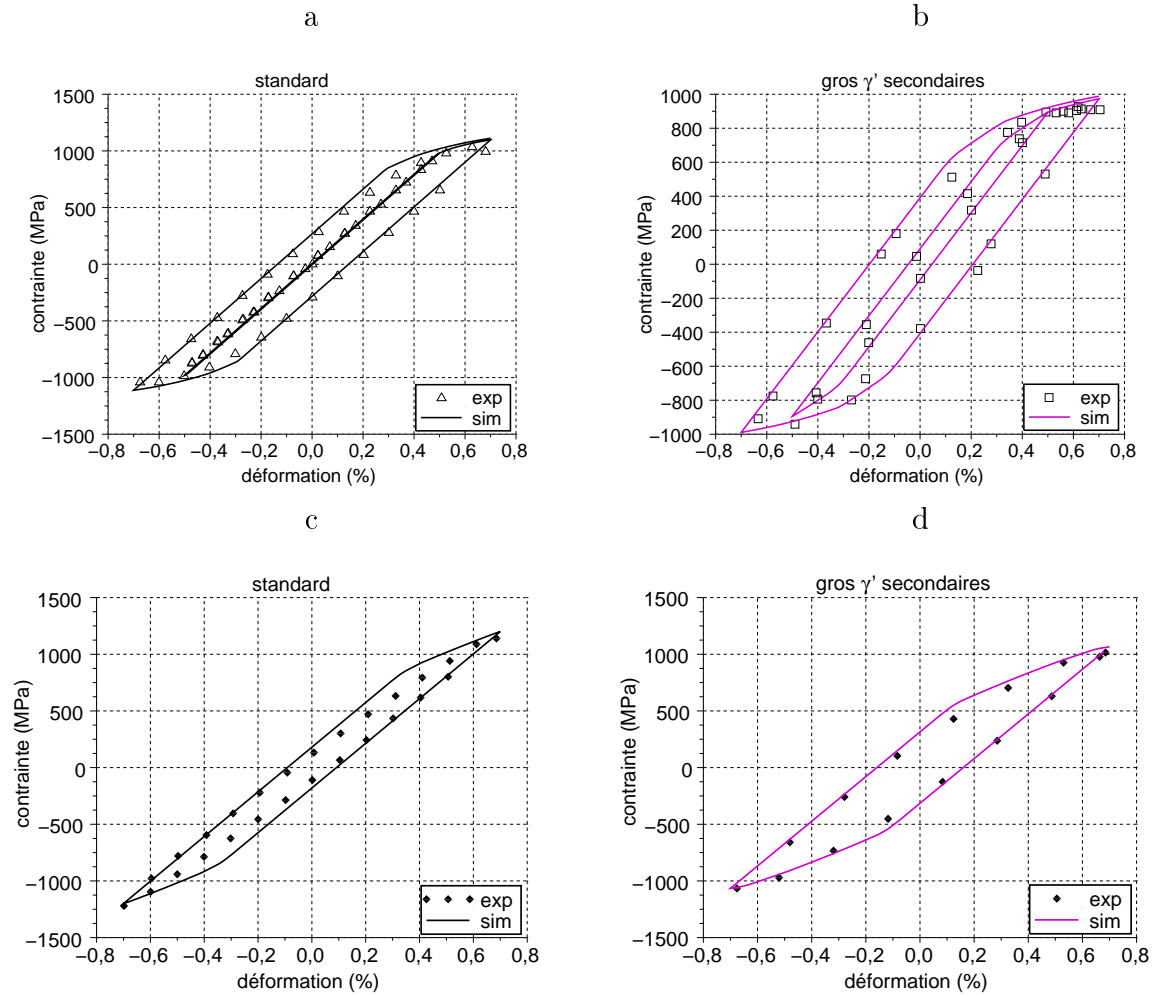 a
standard
1500
1000
500
0
−500
−1000
−1500
−0,8
−0,6
−0,4
−0,2
0,0
0,2
0,4
0,6
0,8
contrainte (MPa)
déformation (%)
exp
sim
b
gros γ' secondaires
1000
800
600
400
200
0
−200
−400
−600
−800
−1000
−0,8
−0,6
−0,4
−0,2
0,0
0,2
0,4
0,6
0,8
contrainte (MPa)
déformation (%)
exp
sim
c
standard
1500
1000
500
0
−500
−1000
−1500
−0,8
−0,6
−0,4
−0,2
0,0
0,2
0,4
0,6
0,8
contrainte (MPa)
déformation (%)
exp
sim
d
gros γ' secondaires
1500
1000
500
0
−500
−1000
−1500
−0,8
−0,6
−0,4
−0,2
0,0
0,2
0,4
0,6
0,8
contrainte (MPa)
déformation (%)
exp
sim